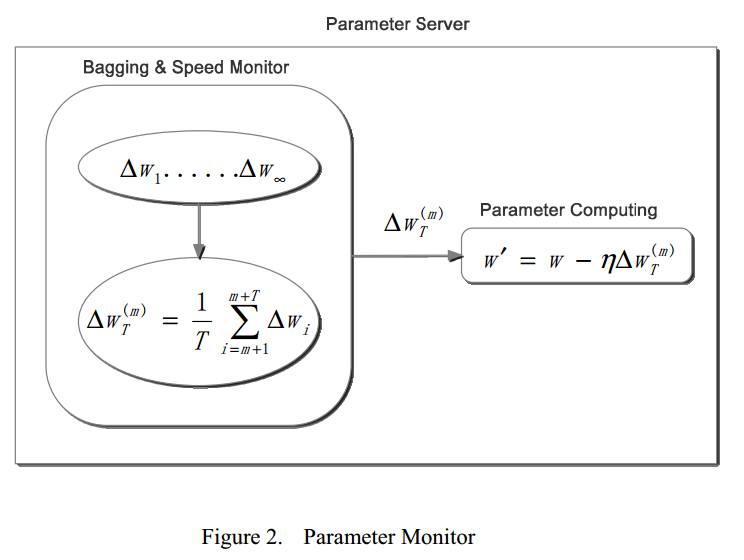 Parameter Server
Bagging & Speed Monitor
Δw₁......Δw∞
Δw_T^(m) = 1/T ∑_{i=m+1}^{m+T} Δw_i
Δw_T^(m)
Parameter Computing
w′ = w − ηΔw_T^(m)
Figure 2. Parameter Monitor